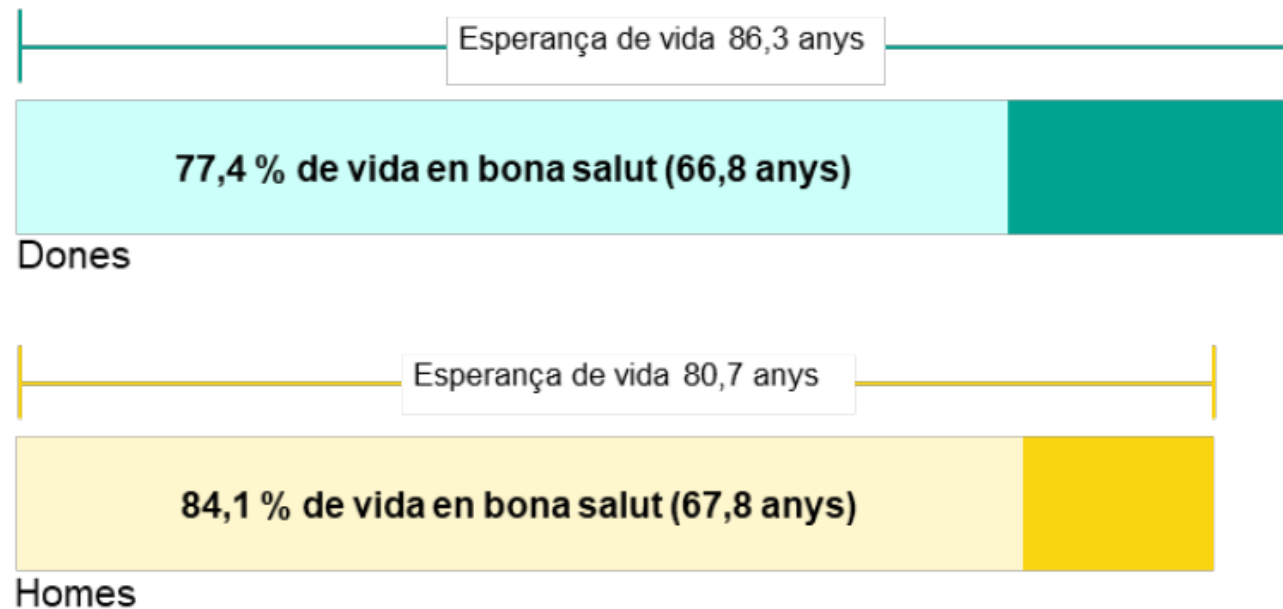 Esperança de vida 86,3 anys
77,4 % de vida en bona salut (66,8 anys)
Dones
Esperança de vida 80,7 anys
84,1 % de vida en bona salut (67,8 anys)
Homes